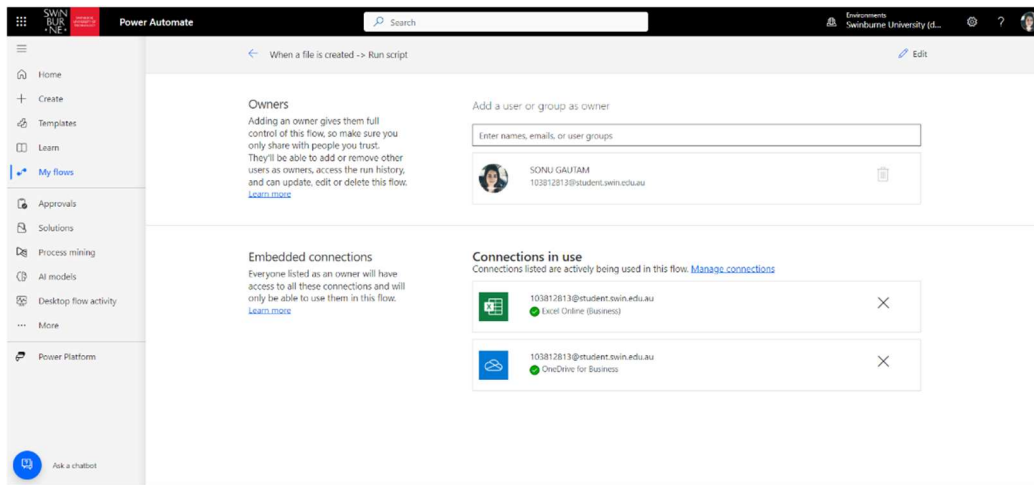 SWIN
BUR
•NE•
Power Automate
Search
Environments
Swinburne University (d...
When a file is created -> Run script
Edit
Home
Create
Templates
Learn
My flows
Approvals
Solutions
Process mining
AI models
Desktop flow activity
More
Power Platform
Ask a chatbot
Owners
Adding an owner gives them full
control of this flow, so make sure you
only share with people you trust.
They'll be able to add or remove other
users as owners, access the run history,
and can update, edit or delete this flow.
Learn more
Add a user or group as owner
Enter names, emails, or user groups
SONU GAUTAM
103812813@student.swin.edu.au
Embedded connections
Everyone listed as an owner will have
access to all these connections and will
only be able to use them in this flow.
Learn more
Connections in use
Connections listed are actively being used in this flow. Manage connections
103812813@student.swin.edu.au
Excel Online (Business)
103812813@student.swin.edu.au
OneDrive for Business